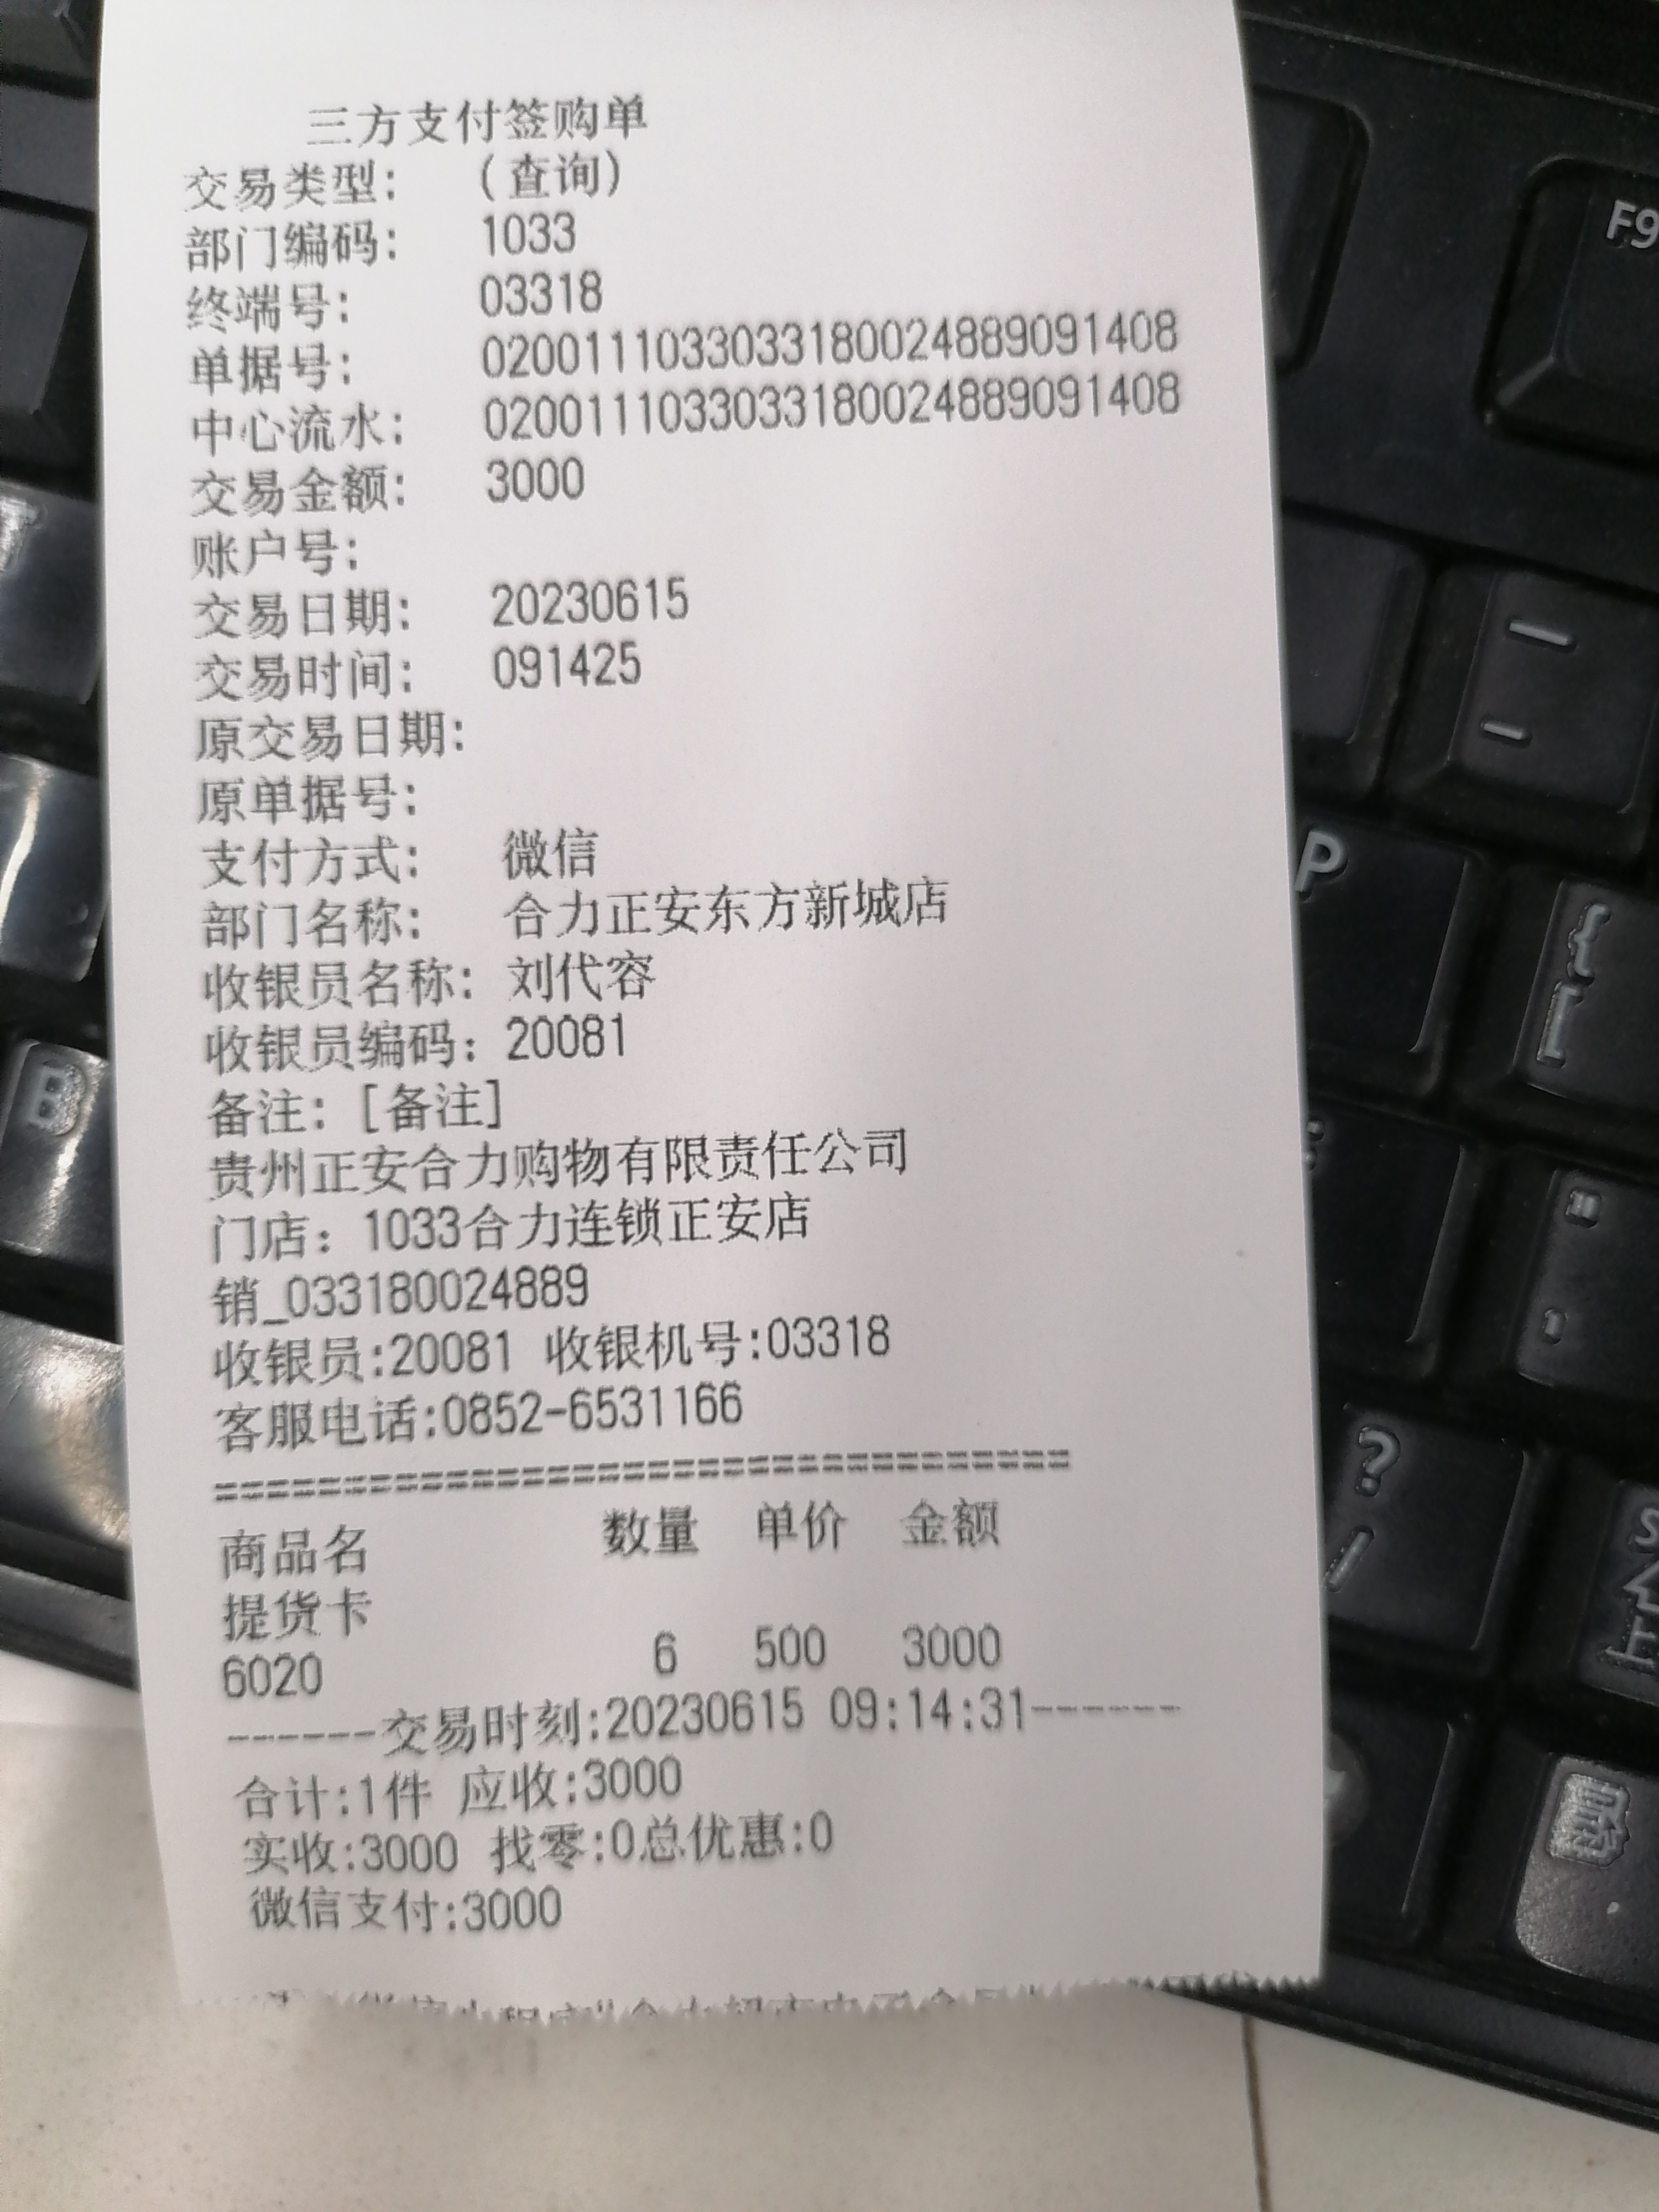 三方支付签购单
交易类型: (查询)
部门编码: 1033
终端号: 03318
单据号: 0200111033033180024889091408
中心流水: 0200111033033180024889091408
交易金额: 3000
账户号:
交易日期: 20230615
交易时间: 091425
原交易日期:
原单据号:
支付方式: 微信
部门名称: 合力正安东方新城店
收银员名称: 刘代容
收银员编码: 20081
备注: [备注]
贵州正安合力购物有限责任公司
门店: 1033合力连锁正安店
销_033180024889
收银员:20081 收银机号:03318
客服电话:0852-6531166
==================================
商品名 数量 单价 金额
提货卡
6020 6 500 3000
------交易时刻:20230615 09:14:31------
合计:1件 应收:3000
实收:3000 找零:0总优惠:0
微信支付:3000
F9
P
B
{
[
"
?
/